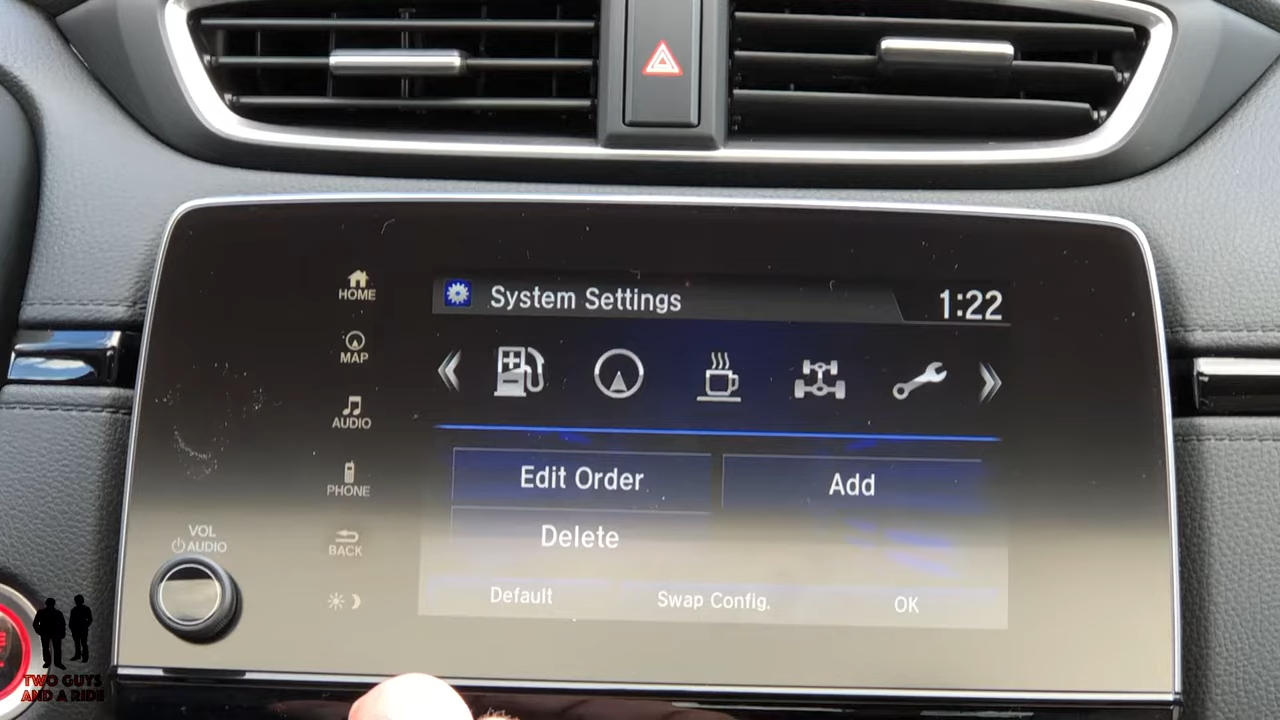 System Settings
1:22
HOME
MAP
AUDIO
PHONE
BACK
VOL
AUDIO
Edit Order
Add
Delete
Default
Swap Config.
OK
TWO GUYS
AND A RIDE